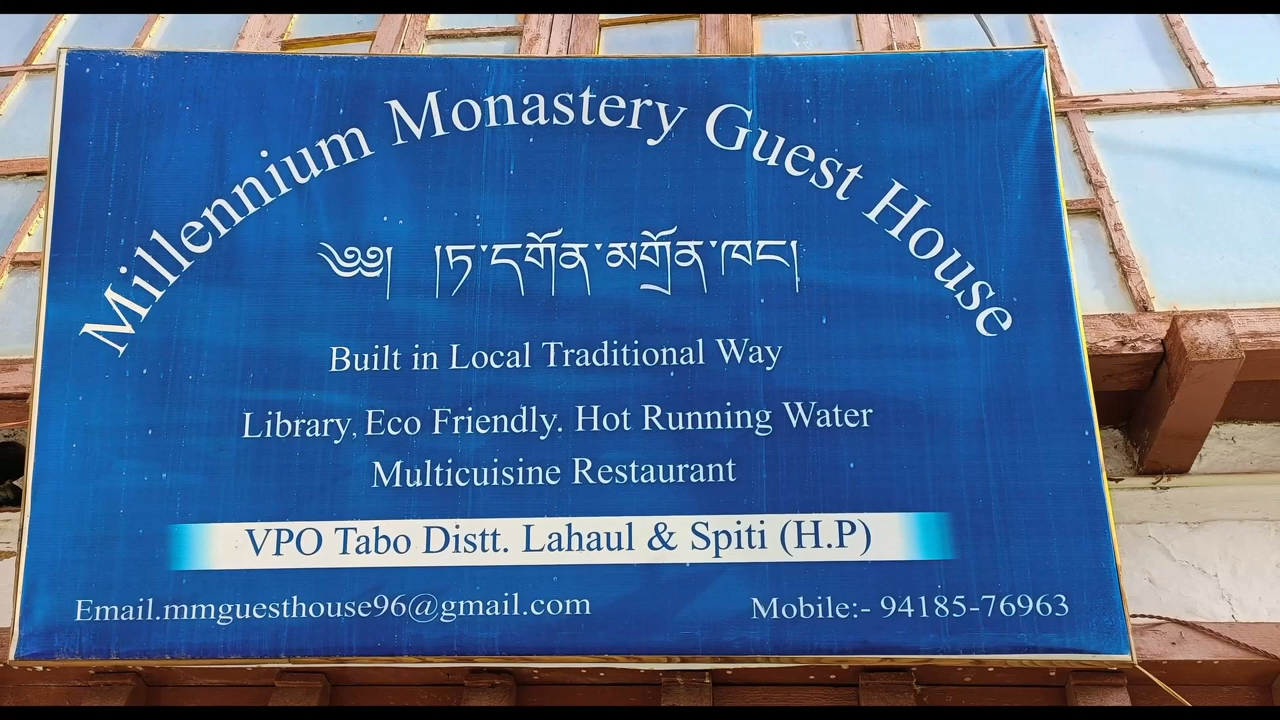 Millennium Monastery Guest House
༄༅། །ཏ་དགོན་མགྲོན་ཁང།
Built in Local Traditional Way
Library, Eco Friendly. Hot Running Water
Multicuisine Restaurant
VPO Tabo Distt. Lahaul & Spiti (H.P)
Email.mmguesthouse96@gmail.com
Mobile:- 94185-76963